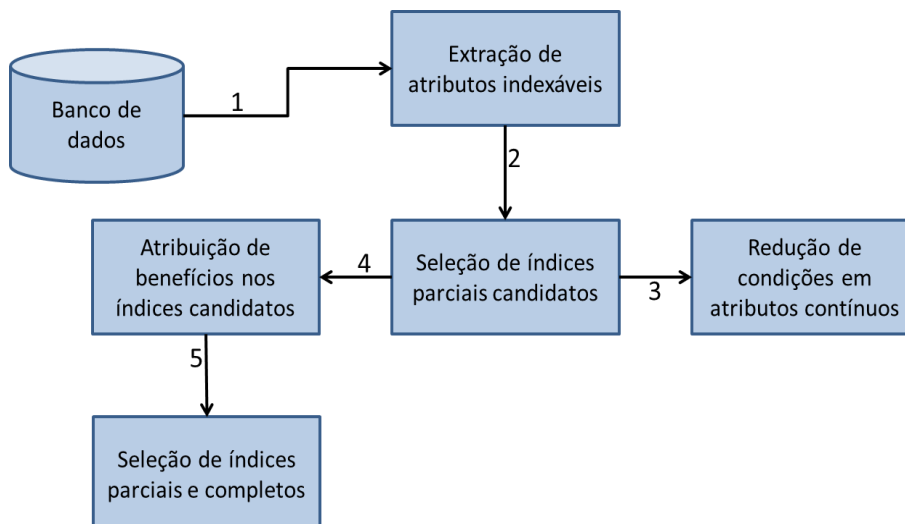 Banco de
dados
1
Extração de
atributos indexáveis
2
Atribuição de
benefícios nos
índices candidatos
4
Seleção de índices
parciais candidatos
3
Redução de
condições em
atributos contínuos
5
Seleção de índices
parciais e completos